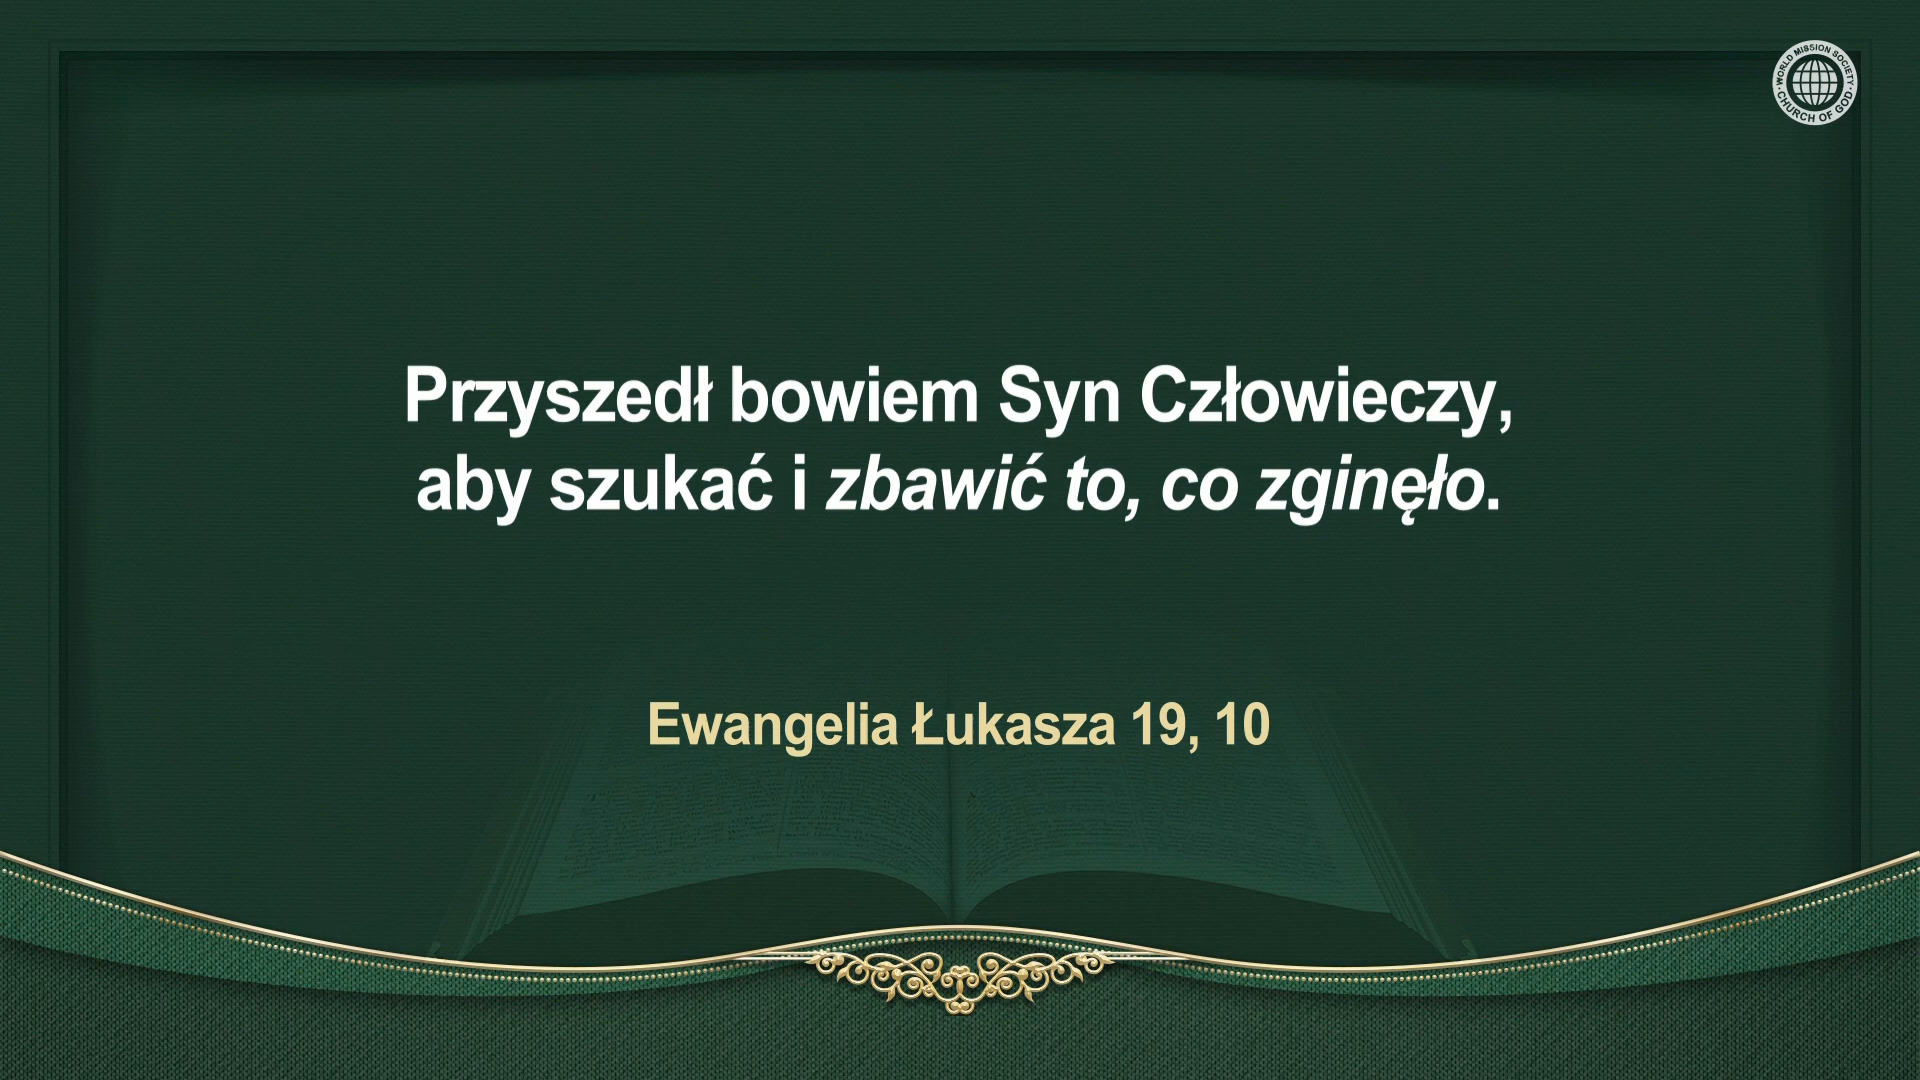 WORLD MISSION SOCIETY
CHURCH OF GOD
Przyszedł bowiem Syn Człowieczy,
aby szukać i zbawić to, co zginęło.
Ewangelia Łukasza 19, 10